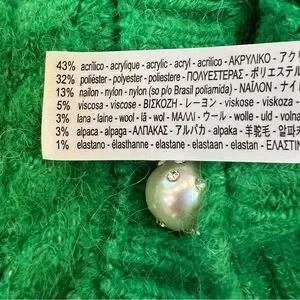 43% acrílico - acrylique - acrylic - acryl - acrilico - ΑΚΡΥΛΙΚΟ - アク
32% poliéster - polyester - poliestere - ΠΟΛΥΕΣΤΕΡΑΣ - ポリエステル
13% nailon - nylon - nylon (so p/o Brasil poliamida) - ΝΑΪΛΟΝ - ナイ
5% viscosa - viscose - ΒΙΣΚΟΖΗ - レーヨン - viskose - viskoza -
3% lana - laine - wool - lã - wol - ΜΑΛΛΙ - ウール - wolle - uld - volna
3% alpaca - alpaga - ΑΛΠΑΚΑΣ - アルパカ - alpaka - 羊驼毛 - 알파카
1% elastano - élasthanne - elastane - elastaan - elastan - ΕΛΑΣΤΙΝ